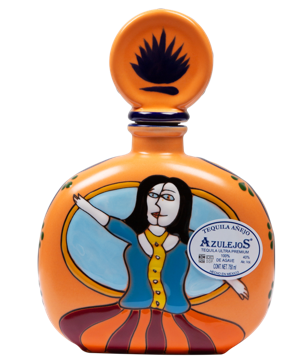 TEQUILA AÑEJO
AZULEJOS
TEQUILA ULTRA-PREMIUM
100%
DE AGAVE
40%
CONT. NET. 750 ml